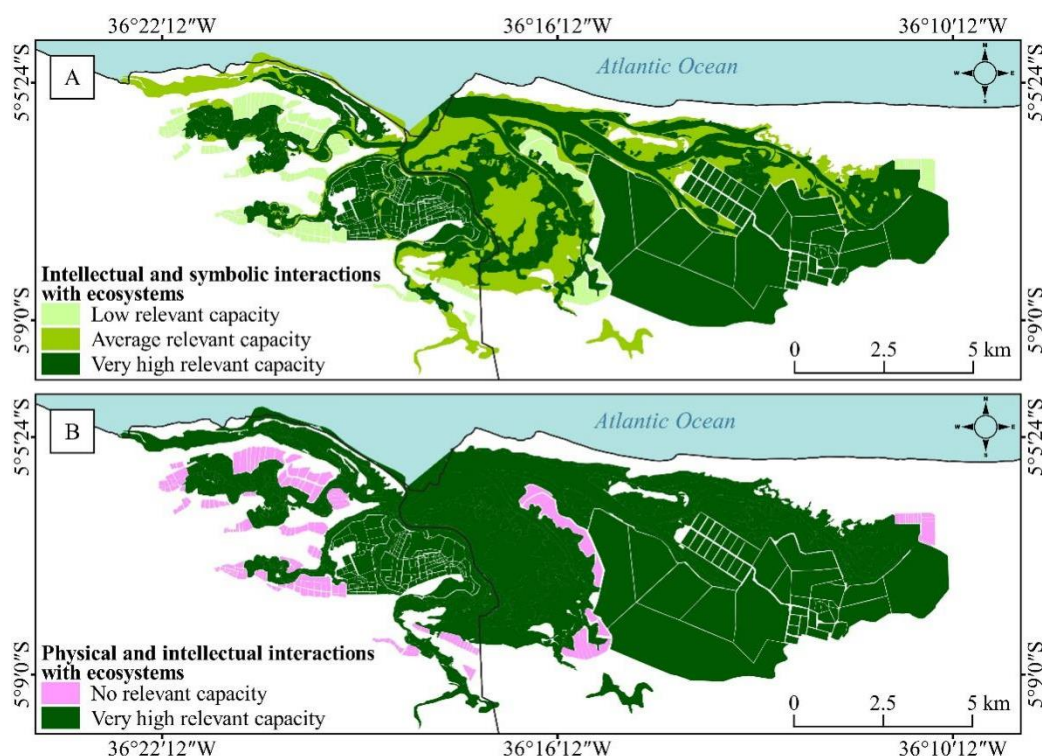 36°22'12"W 36°16'12"W 36°10'12"W
A
Atlantic Ocean
N
W E
S
5°5'24"S
5°5'24"S
Intellectual and symbolic interactions
with ecosystems
Low relevant capacity
Average relevant capacity
Very high relevant capacity
5°9'0"S
5°9'0"S
0 2.5 5 km
B
Atlantic Ocean
N
W E
S
5°5'24"S
5°5'24"S
Physical and intellectual interactions
with ecosystems
No relevant capacity
Very high relevant capacity
5°9'0"S
5°9'0"S
0 2.5 5 km
36°22'12"W 36°16'12"W 36°10'12"W